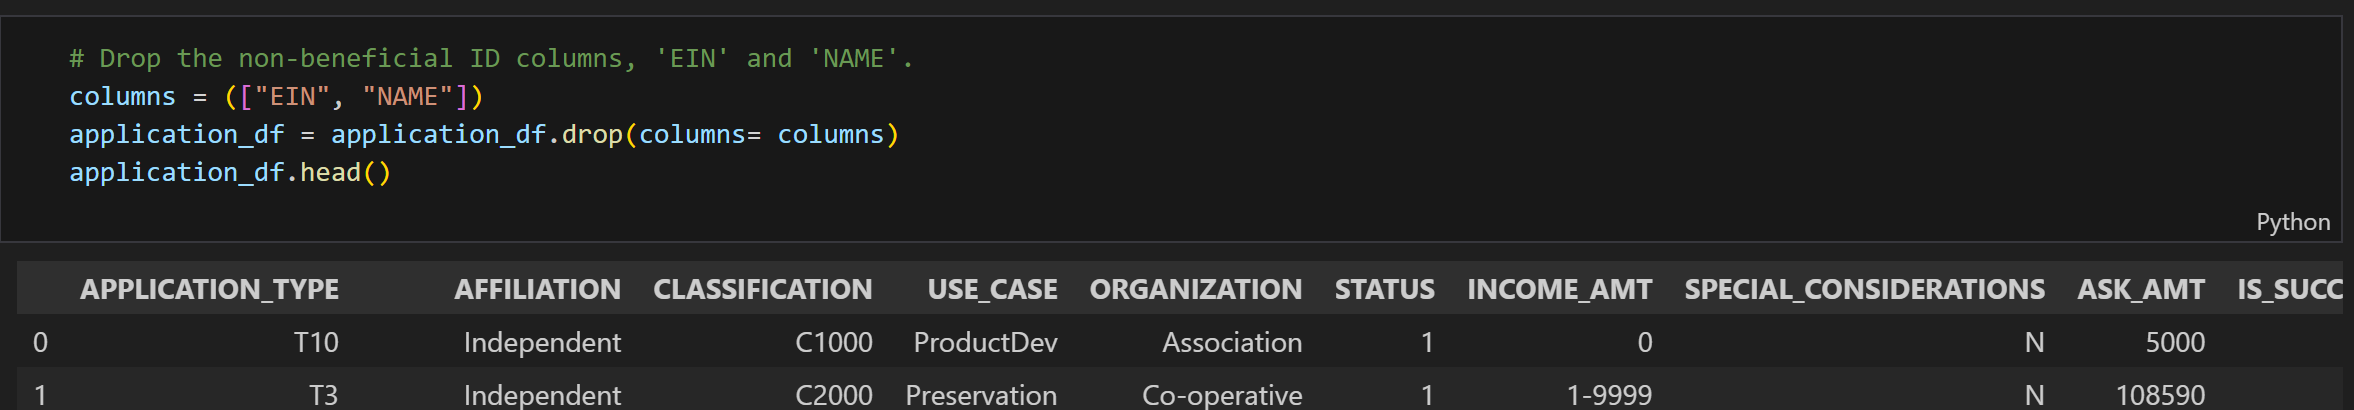 # Drop the non-beneficial ID columns, 'EIN' and 'NAME'.
columns = (["EIN", "NAME"])
application_df = application_df.drop(columns= columns)
application_df.head()
Python
APPLICATION_TYPE AFFILIATION CLASSIFICATION USE_CASE ORGANIZATION STATUS INCOME_AMT SPECIAL_CONSIDERATIONS ASK_AMT IS_SUCC
0 T10 Independent C1000 ProductDev Association 1 0 N 5000
1 T3 Independent C2000 Preservation Co-operative 1 1-9999 N 108590